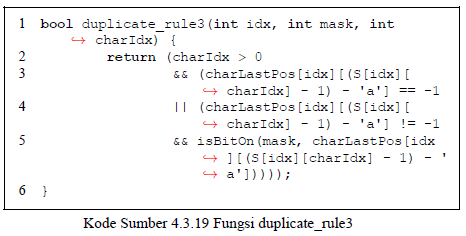 1 bool duplicate_rule3(int idx, int mask, int
↪ charIdx) {
2 return (charIdx > 0
3 && (charLastPos[idx][(S[idx][
↪ charIdx] - 1) - 'a'] == -1
4 || (charLastPos[idx][(S[idx][
↪ charIdx] - 1) - 'a'] != -1
5 && isBitOn(mask, charLastPos[idx
↪ ][(S[idx][charIdx] - 1) - '
↪ a']))));
6 }
Kode Sumber 4.3.19 Fungsi duplicate_rule3